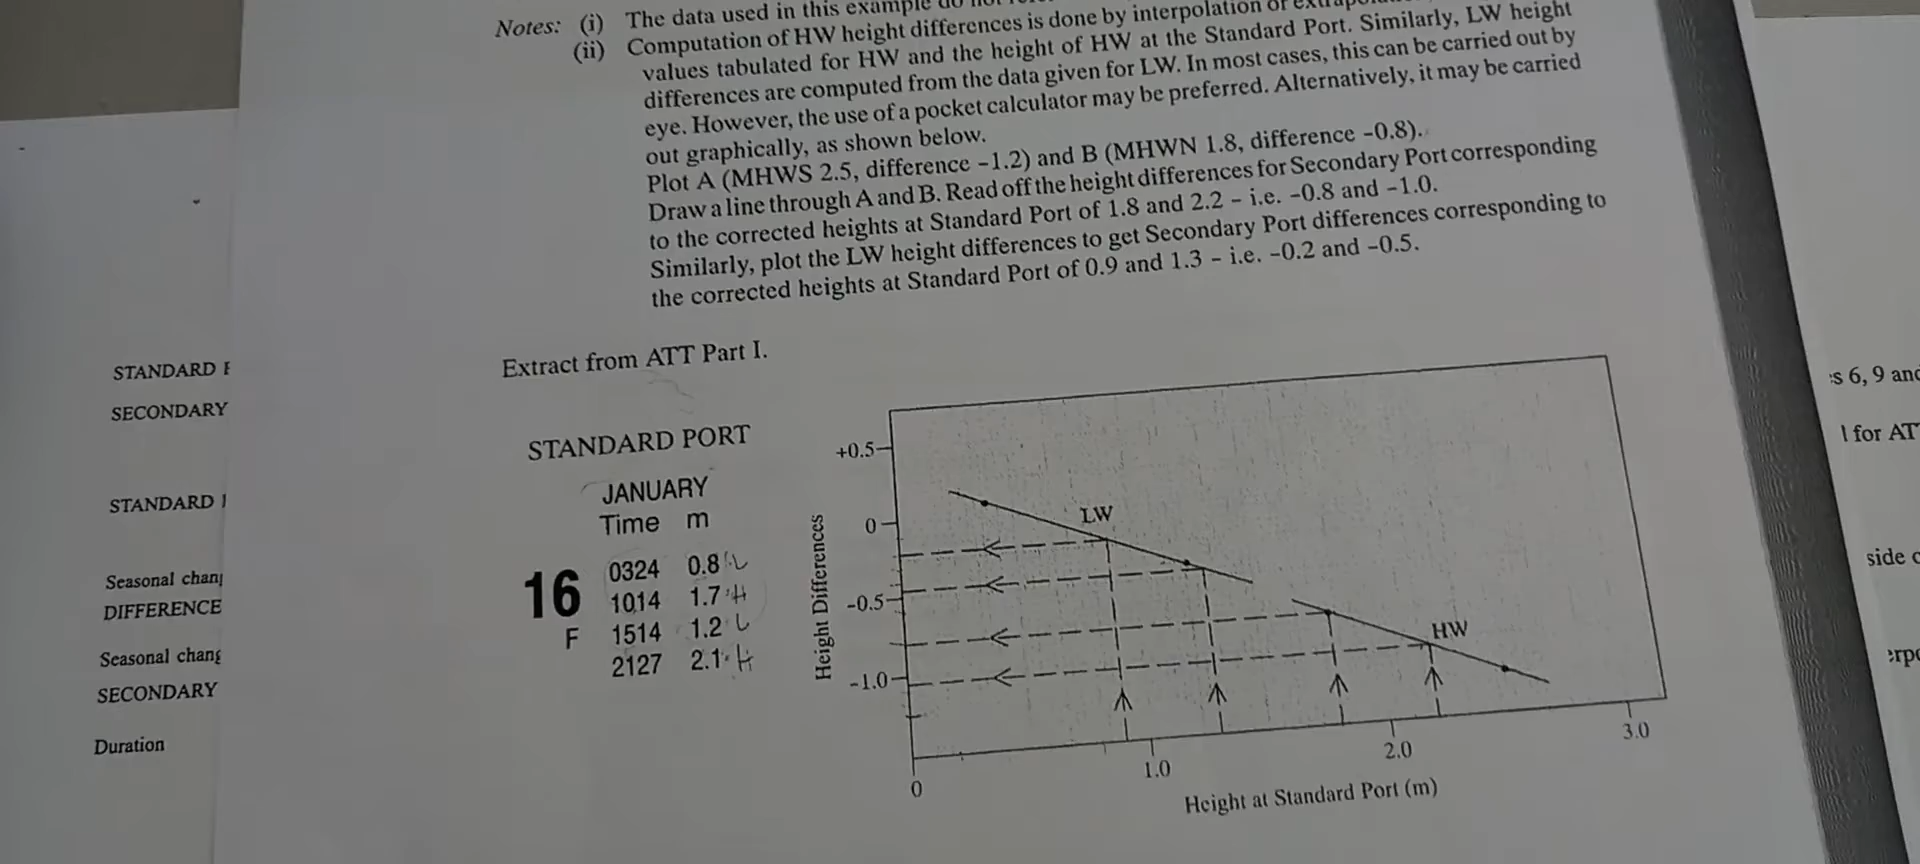 Notes: (i) The data used in this example do not
(ii) Computation of HW height differences is done by interpolation or
values tabulated for HW and the height of HW at the Standard Port. Similarly, LW height
differences are computed from the data given for LW. In most cases, this can be carried out by
eye. However, the use of a pocket calculator may be preferred. Alternatively, it may be carried
out graphically, as shown below.
Plot A (MHWS 2.5, difference -1.2) and B (MHWN 1.8, difference -0.8).
Draw a line through A and B. Read off the height differences for Secondary Port corresponding
to the corrected heights at Standard Port of 1.8 and 2.2 - i.e. -0.8 and -1.0.
Similarly, plot the LW height differences to get Secondary Port differences corresponding to
the corrected heights at Standard Port of 0.9 and 1.3 - i.e. -0.2 and -0.5.
Extract from ATT Part I.
STANDARD PORT
JANUARY
Time m
16
F
0324 0.8 L
1014 1.7 H
1514 1.2 L
2127 2.1 H
Height Differences
+0.5
0
-0.5
-1.0
LW
HW
0
1.0
2.0
3.0
Height at Standard Port (m)
STANDARD
SECONDARY
STANDARD
Seasonal
DIFFERENCE
Seasonal
SECONDARY
Duration
6, 9 and
for
side